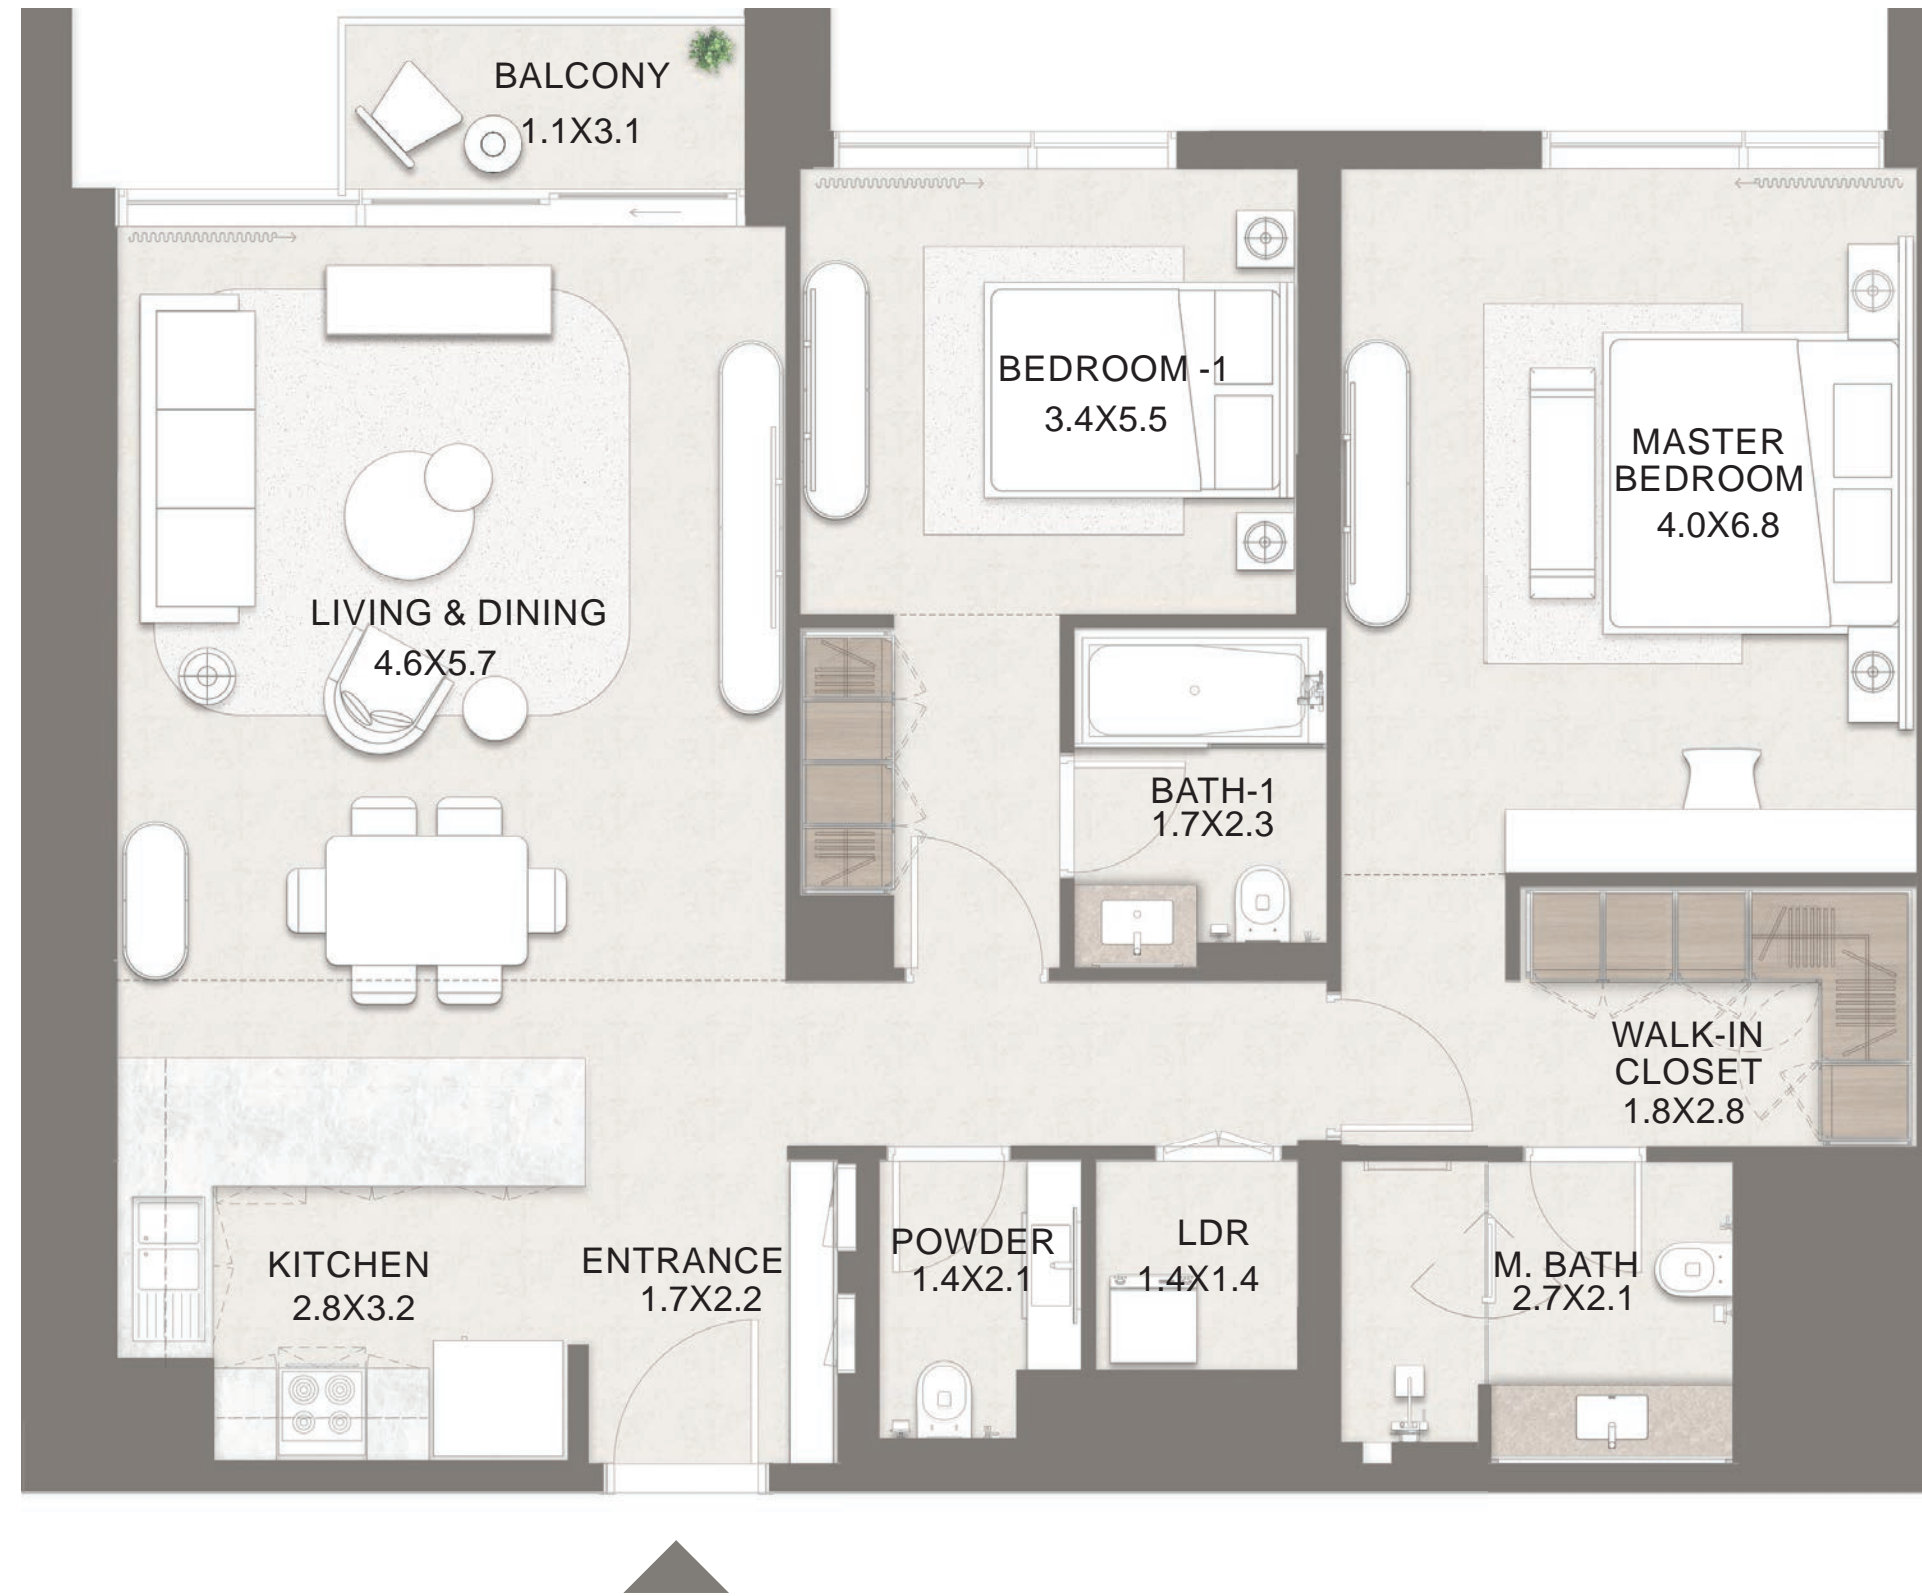 BALCONY
1.1X3.1
BEDROOM -1
3.4X5.5
MASTER
BEDROOM
4.0X6.8
LIVING & DINING
4.6X5.7
BATH-1
1.7X2.3
WALK-IN
CLOSET
1.8X2.8
KITCHEN
2.8X3.2
ENTRANCE
1.7X2.2
POWDER
1.4X2.1
LDR
1.4X1.4
M. BATH
2.7X2.1